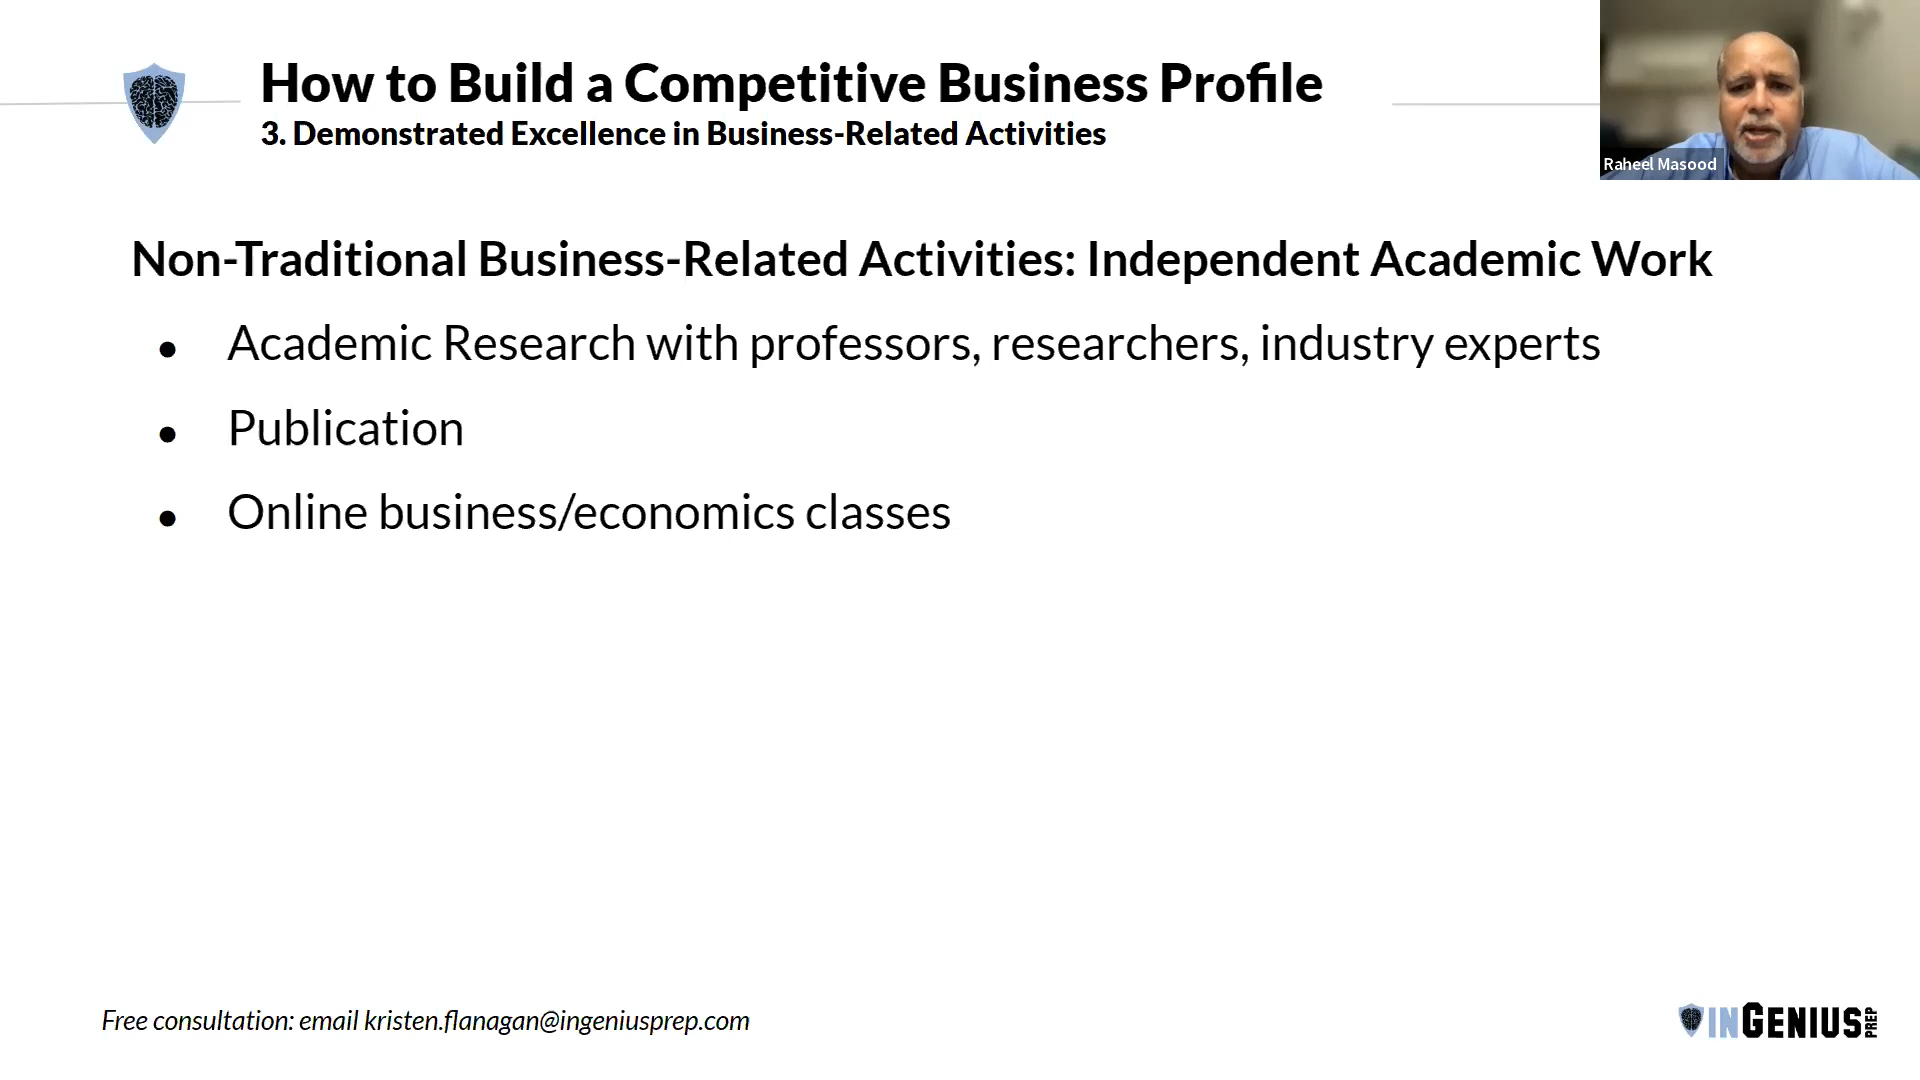 How to Build a Competitive Business Profile
3. Demonstrated Excellence in Business-Related Activities
Raheel Masood
Non-Traditional Business-Related Activities: Independent Academic Work
● Academic Research with professors, researchers, industry experts
● Publication
● Online business/economics classes
Free consultation: email kristen.flanagan@ingeniusprep.com
INGENIUS PREP